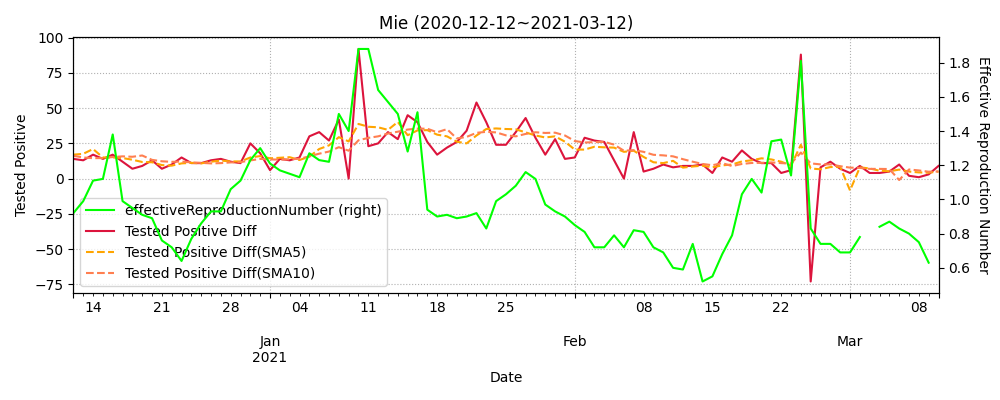 Mie (2020-12-12~2021-03-12)
Tested Positive
100
75
50
25
0
−25
−50
−75
effectiveReproductionNumber (right)
Tested Positive Diff
Tested Positive Diff(SMA5)
Tested Positive Diff(SMA10)
1.8
1.6
1.4
1.2
1.0
0.8
0.6
Effective Reproduction Number
14 21 28 04 11 18 25 08 15 22 08
Jan Feb Mar
2021
Date